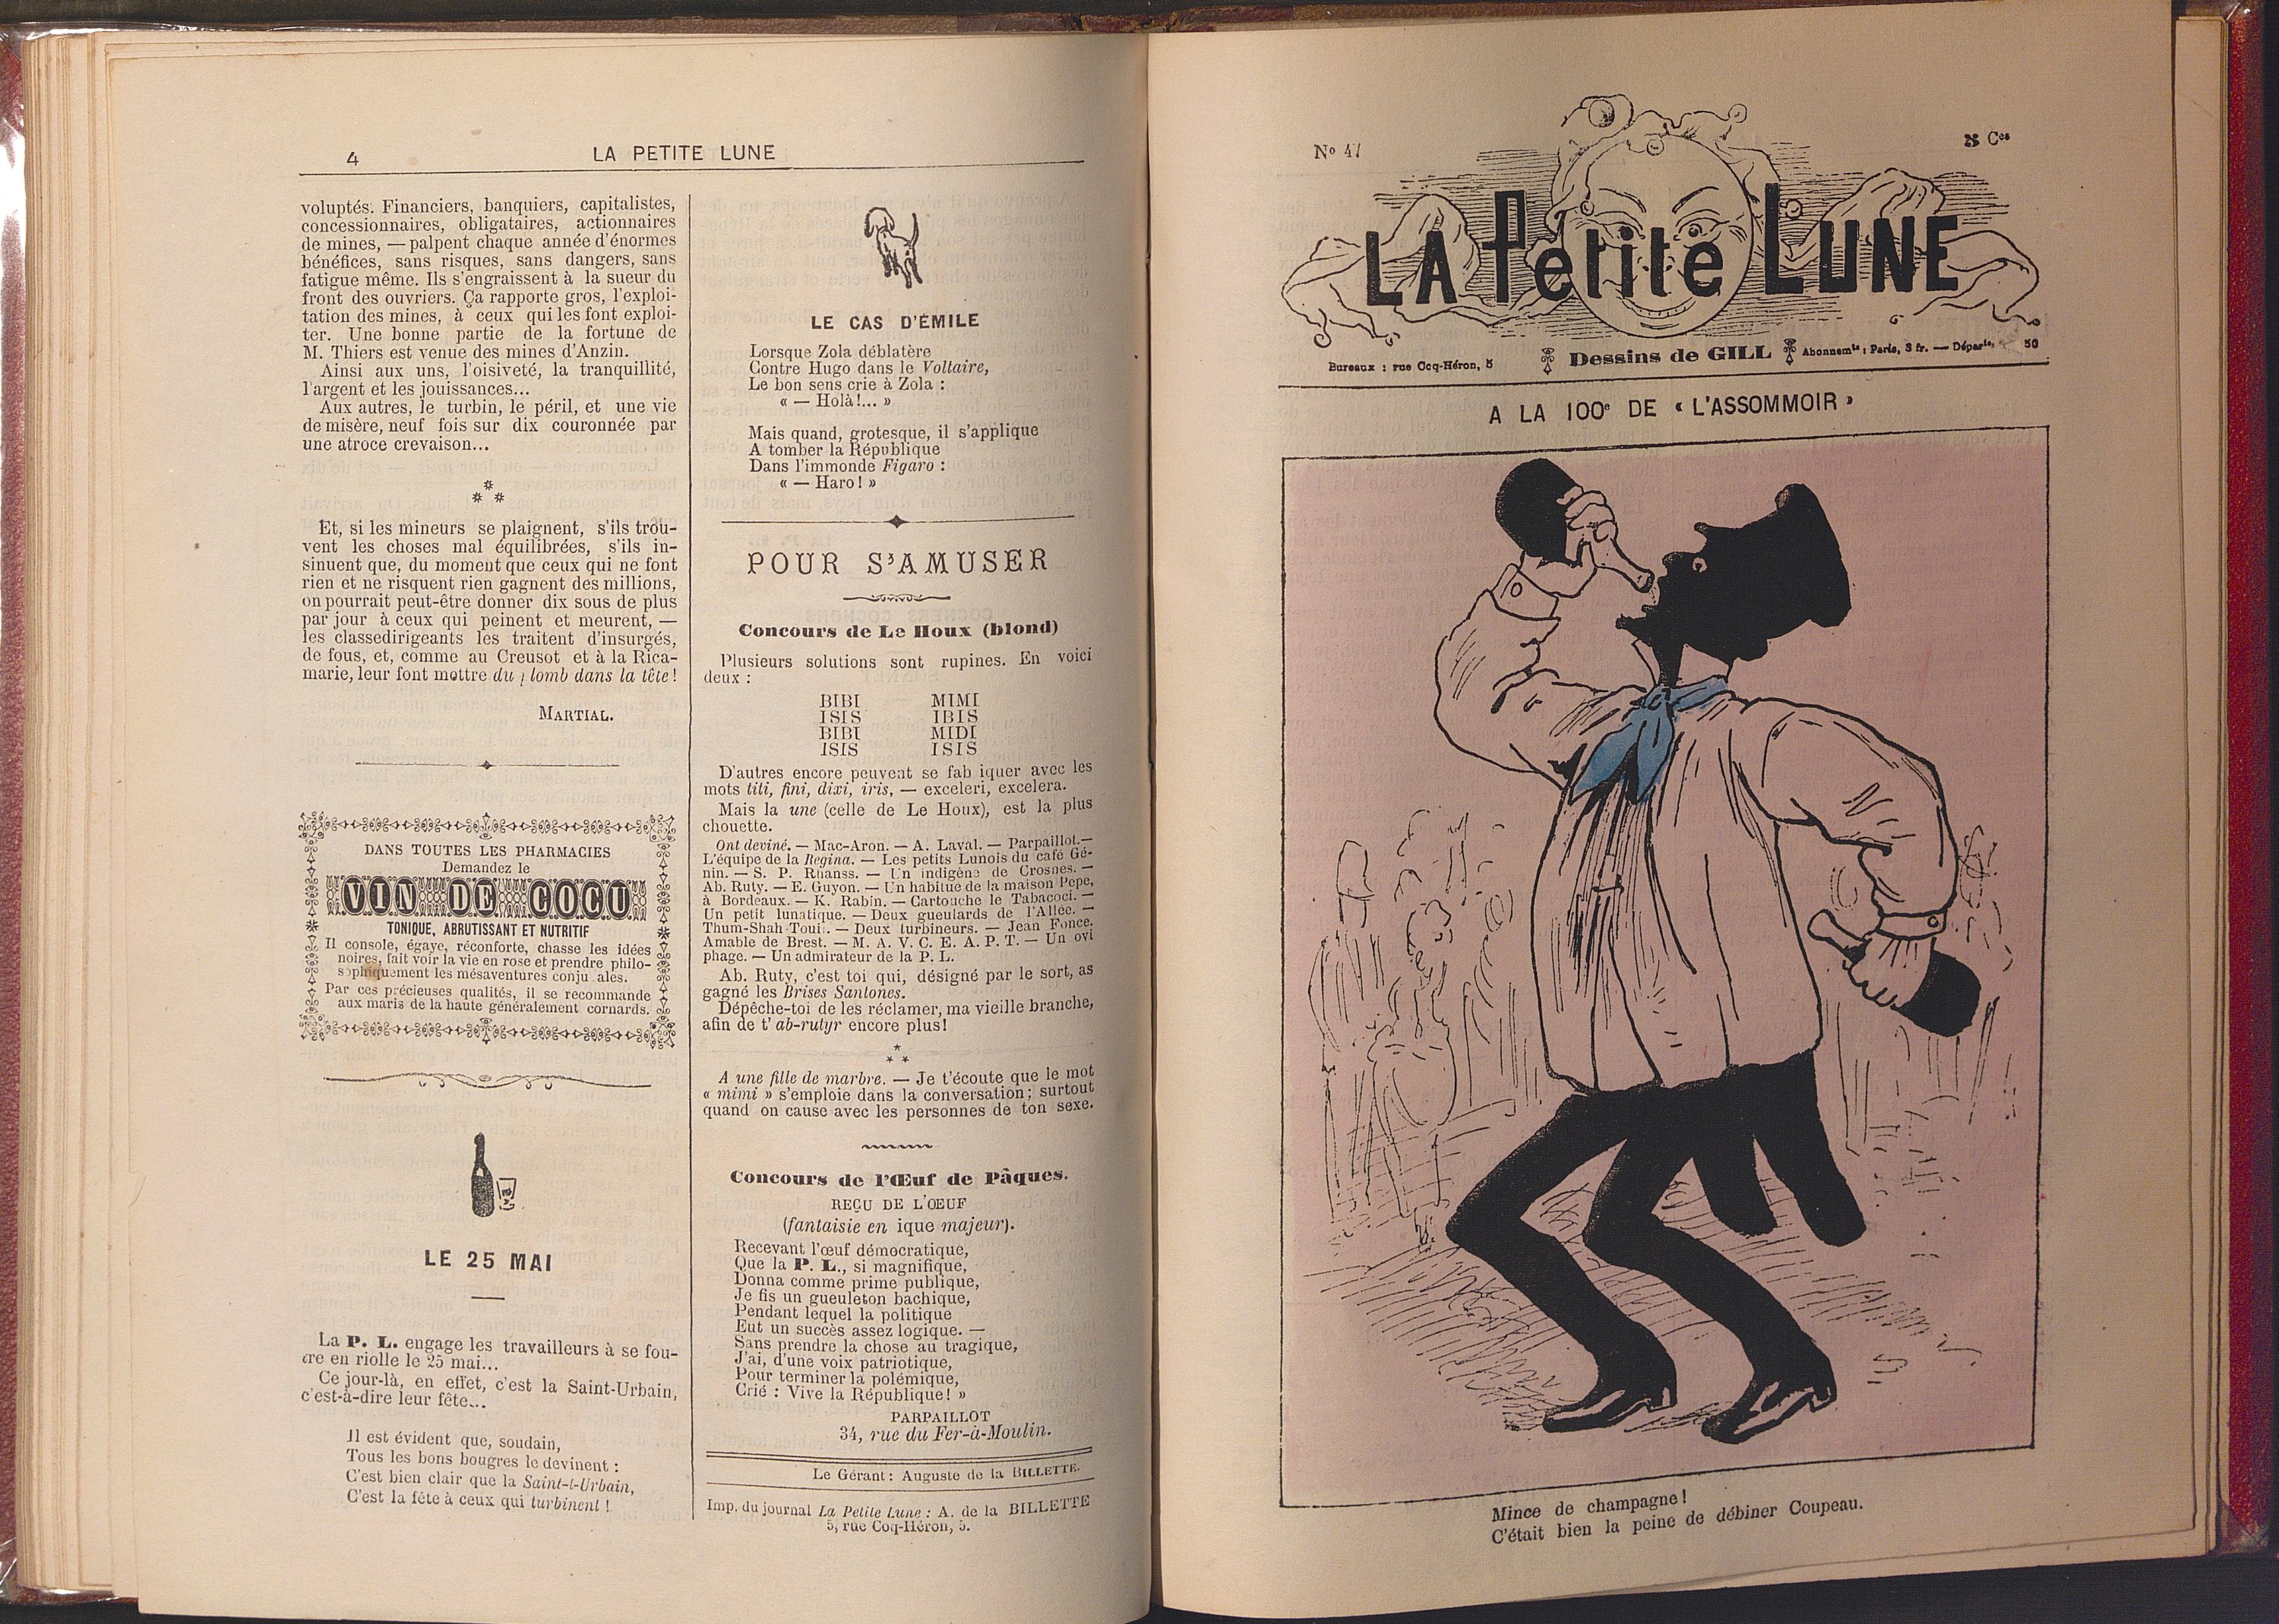 4
LA PETITE LUNE
voluptés. Financiers, banquiers, capitalistes,
concessionnaires, obligataires, actionnaires
de mines, — palpent chaque année d'énormes
bénéfices, sans risques, sans dangers, sans
fatigue même. Ils s'engraissent à la sueur du
front des ouvriers. Ça rapporte gros, l'exploi-
tation des mines, à ceux qui les font exploi-
ter. Une bonne partie de la fortune de
M. Thiers est venue des mines d'Anzin.
Ainsi aux uns, l'oisiveté, la tranquillité,
l'argent et les jouissances...
Aux autres, le turbin, le péril, et une vie
de misère, neuf fois sur dix couronnée par
une atroce crevaison...
Et, si les mineurs se plaignent, s'ils trou-
vent les choses mal équilibrées, s'ils in-
sinuent que, du moment que ceux qui ne font
rien et ne risquent rien gagnent des millions,
on pourrait peut-être donner dix sous de plus
par jour à ceux qui peinent et meurent, —
les classedirigeants les traitent d'insurgés,
de fous, et, comme au Creusot et à la Rica-
marie, leur font mettre du plomb dans la tête !
MARTIAL.
DANS TOUTES LES PHARMACIES
Demandez le
VIN DE COCU
TONIQUE, ABRUTISSANT ET NUTRITIF
Il console, égaye, réconforte, chasse les idées
noires, fait voir la vie en rose et prendre philo-
sophiquement les mésaventures conju ales.
Par ces précieuses qualités, il se recommande
aux maris de la haute généralement cornards.
LE 25 MAI
La P. L. engage les travailleurs à se fou-
tre en riolle le 25 mai...
Ce jour-là, en effet, c'est la Saint-Urbain,
c'est-à-dire leur fête...
Il est évident que, soudain,
Tous les bons bougres le devinent :
C'est bien clair que la Saint-t-Urbain,
C'est la fête à ceux qui turbinent !
LE CAS D'ÉMILE
Lorsque Zola déblatère
Contre Hugo dans le Voltaire,
Le bon sens crie à Zola :
« — Holà !... »
Mais quand, grotesque, il s'applique
A tomber la République
Dans l'immonde Figaro :
« — Haro ! »
POUR S'AMUSER
Concours de Le Houx (blond)
Plusieurs solutions sont rupines. En voici
deux :
BIBI MIMI
ISIS IBIS
BIBI MIDI
ISIS ISIS
D'autres encore peuvent se fab iquer avec les
mots titi, fini, dixi, iris, — exceleri, excelera.
Mais la une (celle de Le Houx), est la plus
chouette.
Ont deviné. — Mac-Aron. — A. Laval. — Parpaillot. —
L'équipe de la Regina. — Les petits Lunois du café Gé-
nin. — S. P. Rhanss. — Un indigène de Crosnes. —
Ab. Ruty. — E. Guyon. — Un habitué de la maison Pepe,
à Bordeaux. — K. Rabin. — Cartouche le Tabacoci. —
Un petit lunatique. — Deux gueulards de l'Allée. —
Thum-Shah-Toui. — Deux turbineurs. — Jean Fonce.
Amable de Brest. — M. A. V. C. E. A. P. T. — Un ovi
phage. — Un admirateur de la P. L.
Ab. Ruty, c'est toi qui, désigné par le sort, as
gagné les Brises Santones.
Dépêche-toi de les réclamer, ma vieille branche,
afin de t' ab-rutyr encore plus !
A une fille de marbre. — Je t'écoute que le mot
« mimi » s'emploie dans la conversation ; surtout
quand on cause avec les personnes de ton sexe.
Concours de l'Œuf de Pâques.
REÇU DE L'ŒUF
(fantaisie en ique majeur).
Recevant l'œuf démocratique,
Que la P. L., si magnifique,
Donna comme prime publique,
Je fis un gueuleton bachique,
Pendant lequel la politique
Eut un succès assez logique. —
Sans prendre la chose au tragique,
J'ai, d'une voix patriotique,
Pour terminer la polémique,
Crié : Vive la République ! »
PARPAILLOT
34, rue du Fer-à-Moulin.
Le Gérant : Auguste de la BILLETTE.
Imp. du journal La Petite Lune : A. de la BILLETTE
5, rue Coq-Héron, 5.
No 47
5 Ces
LA Petite LUNE
Bureaux : rue Coq-Héron, 5
Dessins de GILL
Abonnemts : Paris, 3 fr. — Départs, 50
A LA 100e DE « L'ASSOMMOIR »
Mince de champagne !
C'était bien la peine de débiner Coupeau.